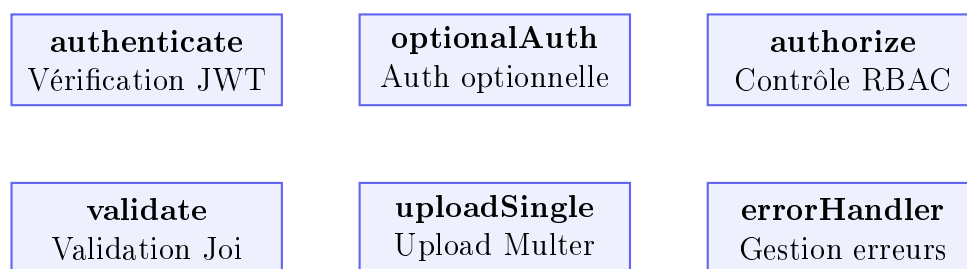 authenticate
Vérification JWT
optionalAuth
Auth optionnelle
authorize
Contrôle RBAC
validate
Validation Joi
uploadSingle
Upload Multer
errorHandler
Gestion erreurs